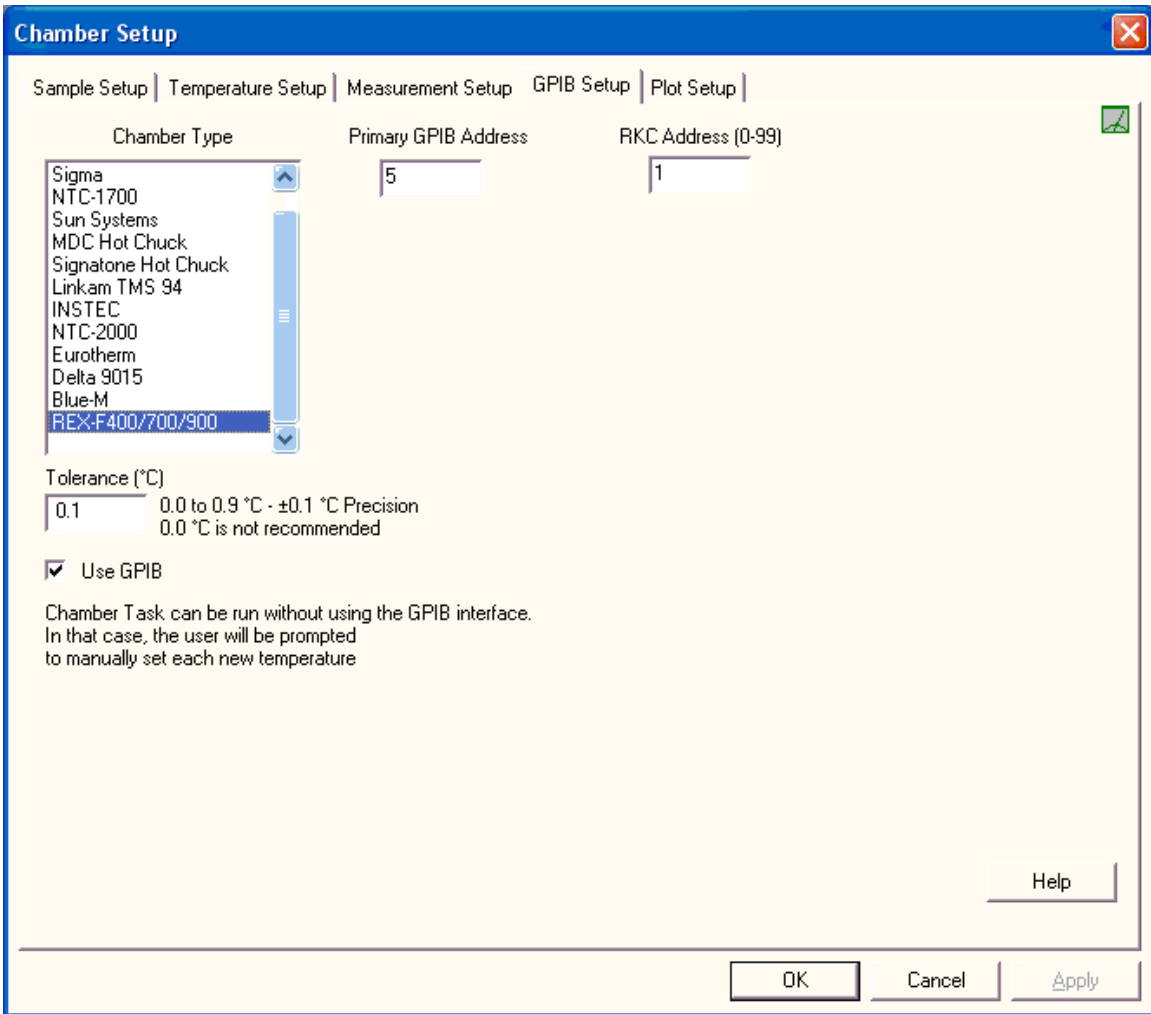 Chamber Setup
Sample Setup
Temperature Setup
Measurement Setup
GPIB Setup
Plot Setup
Chamber Type
Primary GPIB Address
RKC Address (0-99)
5
1
Sigma
NTC-1700
Sun Systems
MDC Hot Chuck
Signatone Hot Chuck
Linkam TMS 94
INSTEC
NTC-2000
Eurotherm
Delta 9015
Blue-M
REX-F400/700/900
Tolerance (°C)
0.1
0.0 to 0.9 °C - ±0.1 °C Precision
0.0 °C is not recommended
Use GPIB
Chamber Task can be run without using the GPIB interface.
In that case, the user will be prompted
to manually set each new temperature
Help
OK
Cancel
Apply